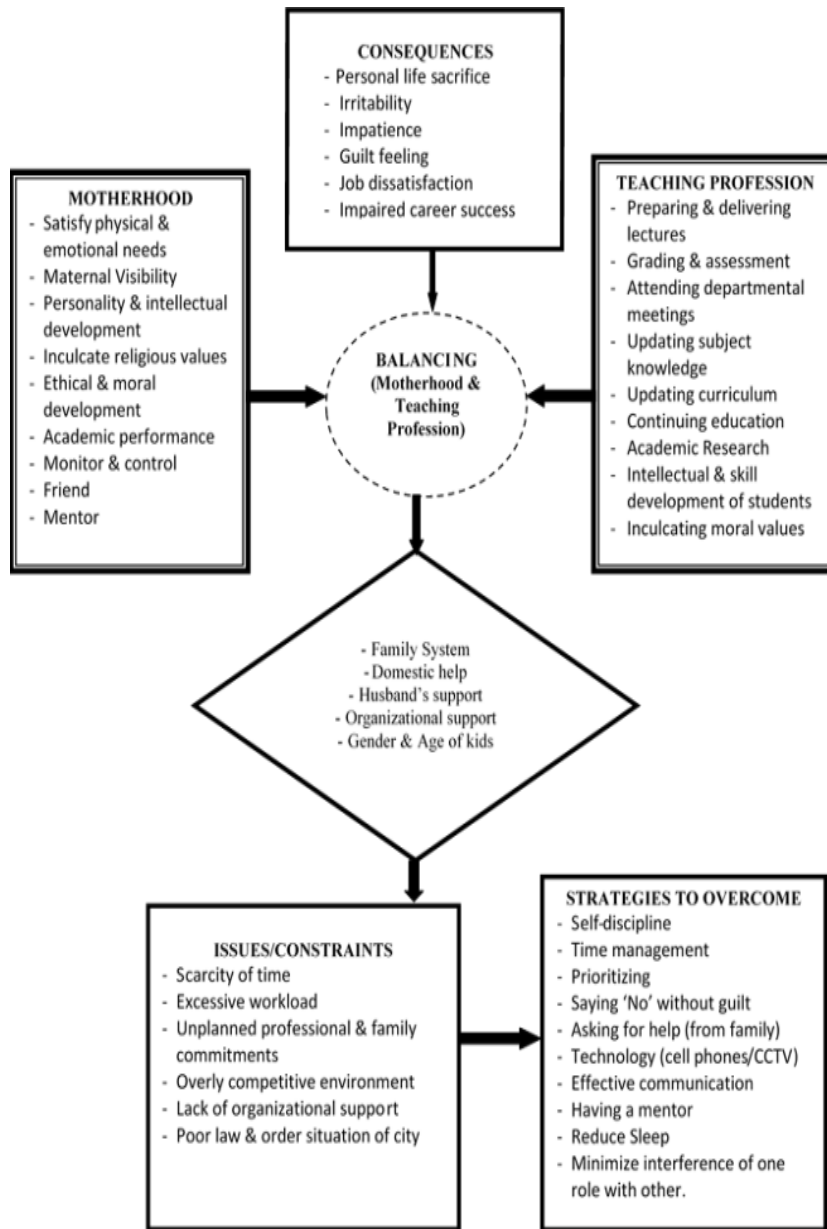 CONSEQUENCES
- Personal life sacrifice
- Irritability
- Impatience
- Guilt feeling
- Job dissatisfaction
- Impaired career success
MOTHERHOOD
- Satisfy physical &
emotional needs
- Maternal Visibility
- Personality & intellectual
development
- Inculcate religious values
- Ethical & moral
development
- Academic performance
- Monitor & control
- Friend
- Mentor
BALANCING
(Motherhood &
Teaching
Profession)
TEACHING PROFESSION
- Preparing & delivering
lectures
- Grading & assessment
- Attending departmental
meetings
- Updating subject
knowledge
- Updating curriculum
- Continuing education
- Academic Research
- Intellectual & skill
development of students
- Inculcating moral values
- Family System
- Domestic help
- Husband's support
- Organizational support
- Gender & Age of kids
ISSUES/CONSTRAINTS
- Scarcity of time
- Excessive workload
- Unplanned professional & family
commitments
- Overly competitive environment
- Lack of organizational support
- Poor law & order situation of city
STRATEGIES TO OVERCOME
- Self-discipline
- Time management
- Prioritizing
- Saying 'No' without guilt
- Asking for help (from family)
- Technology (cell phones/CCTV)
- Effective communication
- Having a mentor
- Reduce Sleep
- Minimize interference of one
role with other.